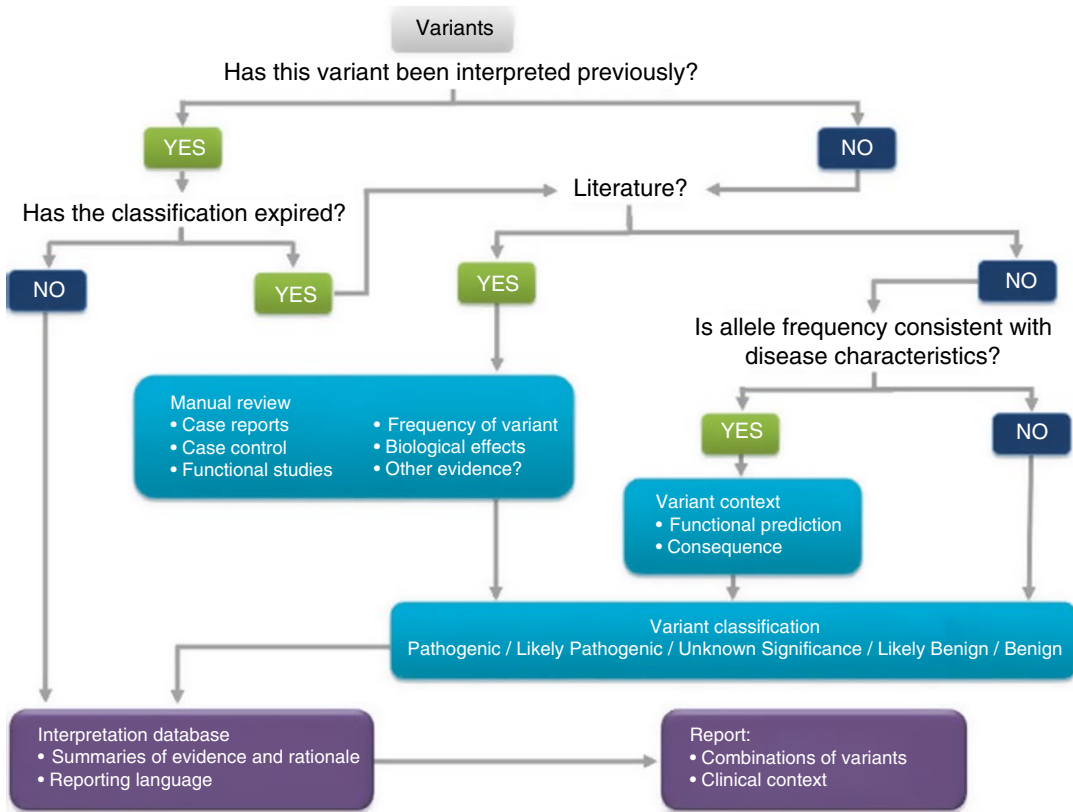 Variants
Has this variant been interpreted previously?
YES
NO
Literature?
Has the classification expired?
NO
YES
YES
NO
Is allele frequency consistent with
disease characteristics?
Manual review
• Case reports
• Case control
• Functional studies
• Frequency of variant
• Biological effects
• Other evidence?
YES
NO
Variant context
• Functional prediction
• Consequence
Variant classification
Pathogenic / Likely Pathogenic / Unknown Significance / Likely Benign / Benign
Interpretation database
• Summaries of evidence and rationale
• Reporting language
Report:
• Combinations of variants
• Clinical context